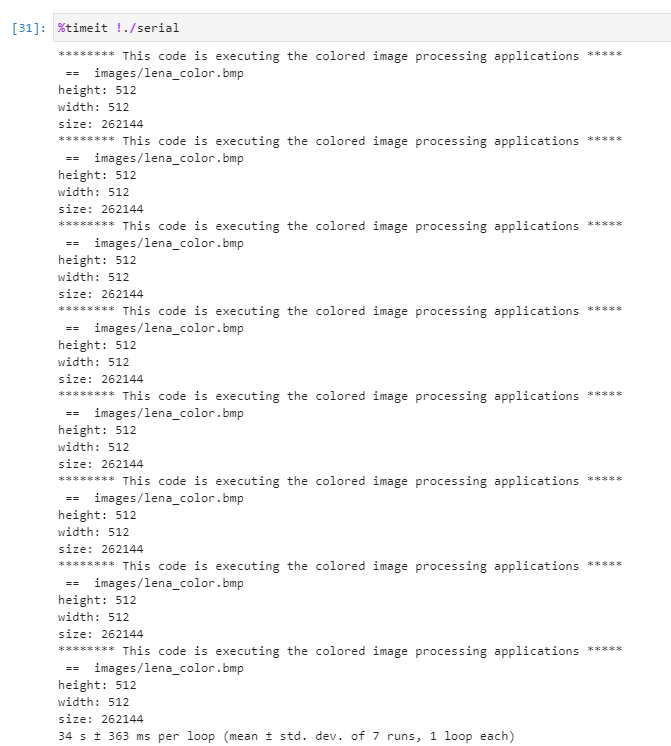 [31]: %timeit !./serial
******** This code is executing the colored image processing applications *****
== images/lena_color.bmp
height: 512
width: 512
size: 262144
******** This code is executing the colored image processing applications *****
== images/lena_color.bmp
height: 512
width: 512
size: 262144
******** This code is executing the colored image processing applications *****
== images/lena_color.bmp
height: 512
width: 512
size: 262144
******** This code is executing the colored image processing applications *****
== images/lena_color.bmp
height: 512
width: 512
size: 262144
******** This code is executing the colored image processing applications *****
== images/lena_color.bmp
height: 512
width: 512
size: 262144
******** This code is executing the colored image processing applications *****
== images/lena_color.bmp
height: 512
width: 512
size: 262144
******** This code is executing the colored image processing applications *****
== images/lena_color.bmp
height: 512
width: 512
size: 262144
******** This code is executing the colored image processing applications *****
== images/lena_color.bmp
height: 512
width: 512
size: 262144
34 s ± 363 ms per loop (mean ± std. dev. of 7 runs, 1 loop each)